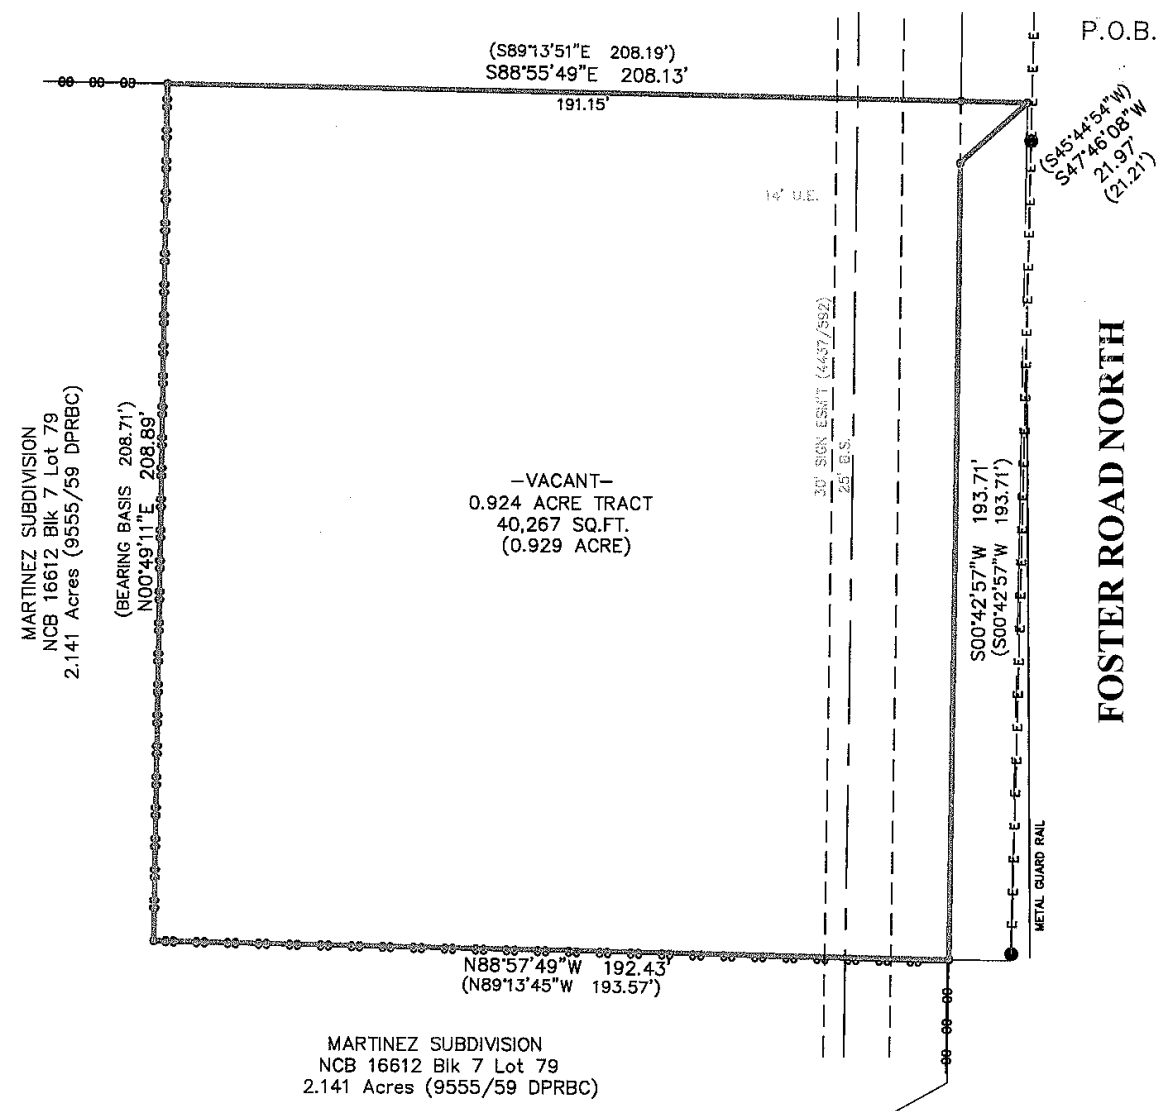 P.O.B.
(S89°13'51"E 208.19')
S88°55'49"E 208.13'
191.15'
(S45°44'54"W)
S47°46'08"W
21.97'
(21.21')
14' U.E.
30' SIGN ESM'T (4437/592)
25' B.S.
MARTINEZ SUBDIVISION
NCB 16612 Blk 7 Lot 79
2.141 Acres (9555/59 DPRBC)
(BEARING BASIS 208.71')
N00°49'11"E 208.89'
-VACANT-
0.924 ACRE TRACT
40,267 SQ.FT.
(0.929 ACRE)
S00°42'57"W 193.71'
(S00°42'57"W 193.71')
FOSTER ROAD NORTH
METAL GUARD RAIL
N88°57'49"W 192.43'
(N89°13'45"W 193.57')
MARTINEZ SUBDIVISION
NCB 16612 Blk 7 Lot 79
2.141 Acres (9555/59 DPRBC)